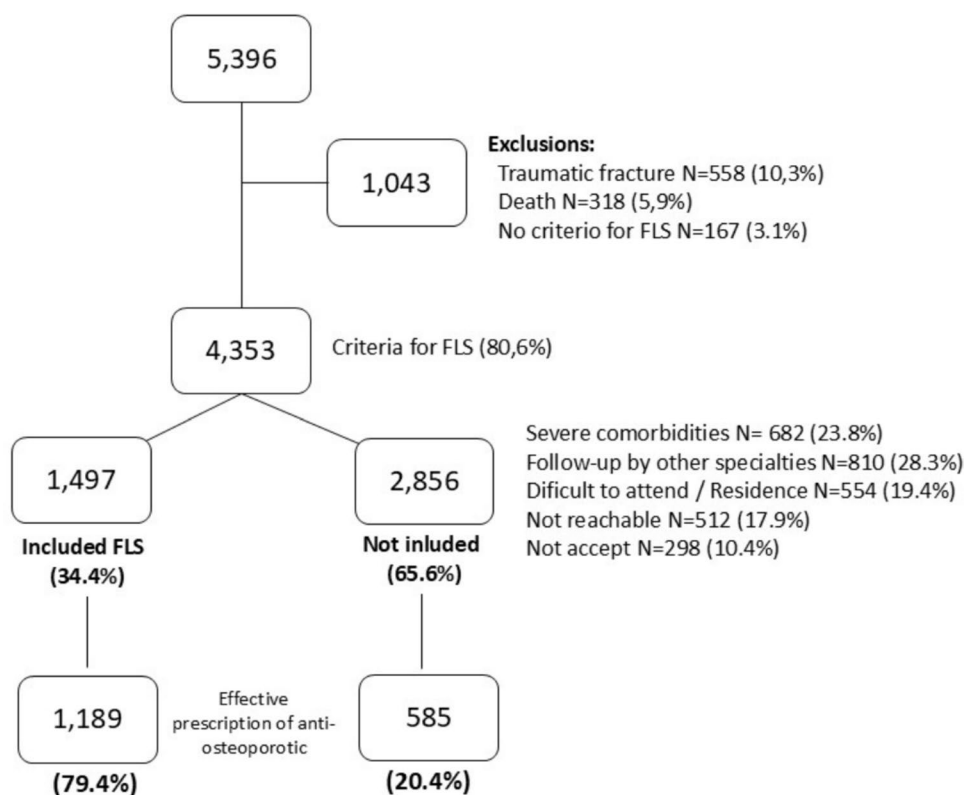 5,396
1,043
Exclusions:
Traumatic fracture N=558 (10,3%)
Death N=318 (5,9%)
No criterio for FLS N=167 (3.1%)
4,353
Criteria for FLS (80,6%)
1,497
Included FLS
(34.4%)
2,856
Not inluded
(65.6%)
Severe comorbidities N= 682 (23.8%)
Follow-up by other specialties N=810 (28.3%)
Dificult to attend / Residence N=554 (19.4%)
Not reachable N=512 (17.9%)
Not accept N=298 (10.4%)
1,189
(79.4%)
Effective
prescription of anti-
osteoporotic
585
(20.4%)